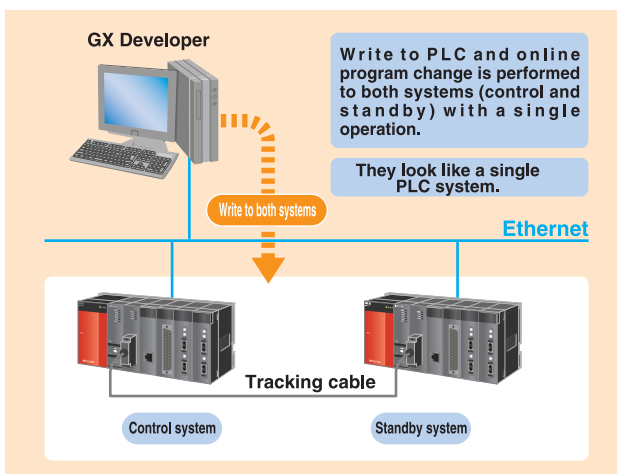 GX Developer
Write to PLC and online
program change is performed
to both systems (control and
standby) with a single
operation.
They look like a single
PLC system.
Write to both systems
Ethernet
Tracking cable
Control system
Standby system